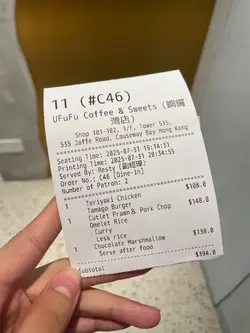 11 (#C46)
UFuFu Coffee & Sweets (銅鑼
灣店)
Shop 101-102, 1/F, Tower 535,
535 Jaffe Road, Causeway Bay Hong Kong
Seating Time: 2025-07-31 19:14:31
Printing Time: 2025-07-31 20:34:55
Served By: Resty (副經理)
Order No.: C46 [Dine-in]
Number of Patron: 2
1 Teriyaki Chicken $108.0
Tamago Burger
Cutlet Prawn & Pork Chop $148.0
Omelet Rice
Curry
Less rice
1 Chocolate Marshmallow $138.0
Serve after food
Subtotal $394.0